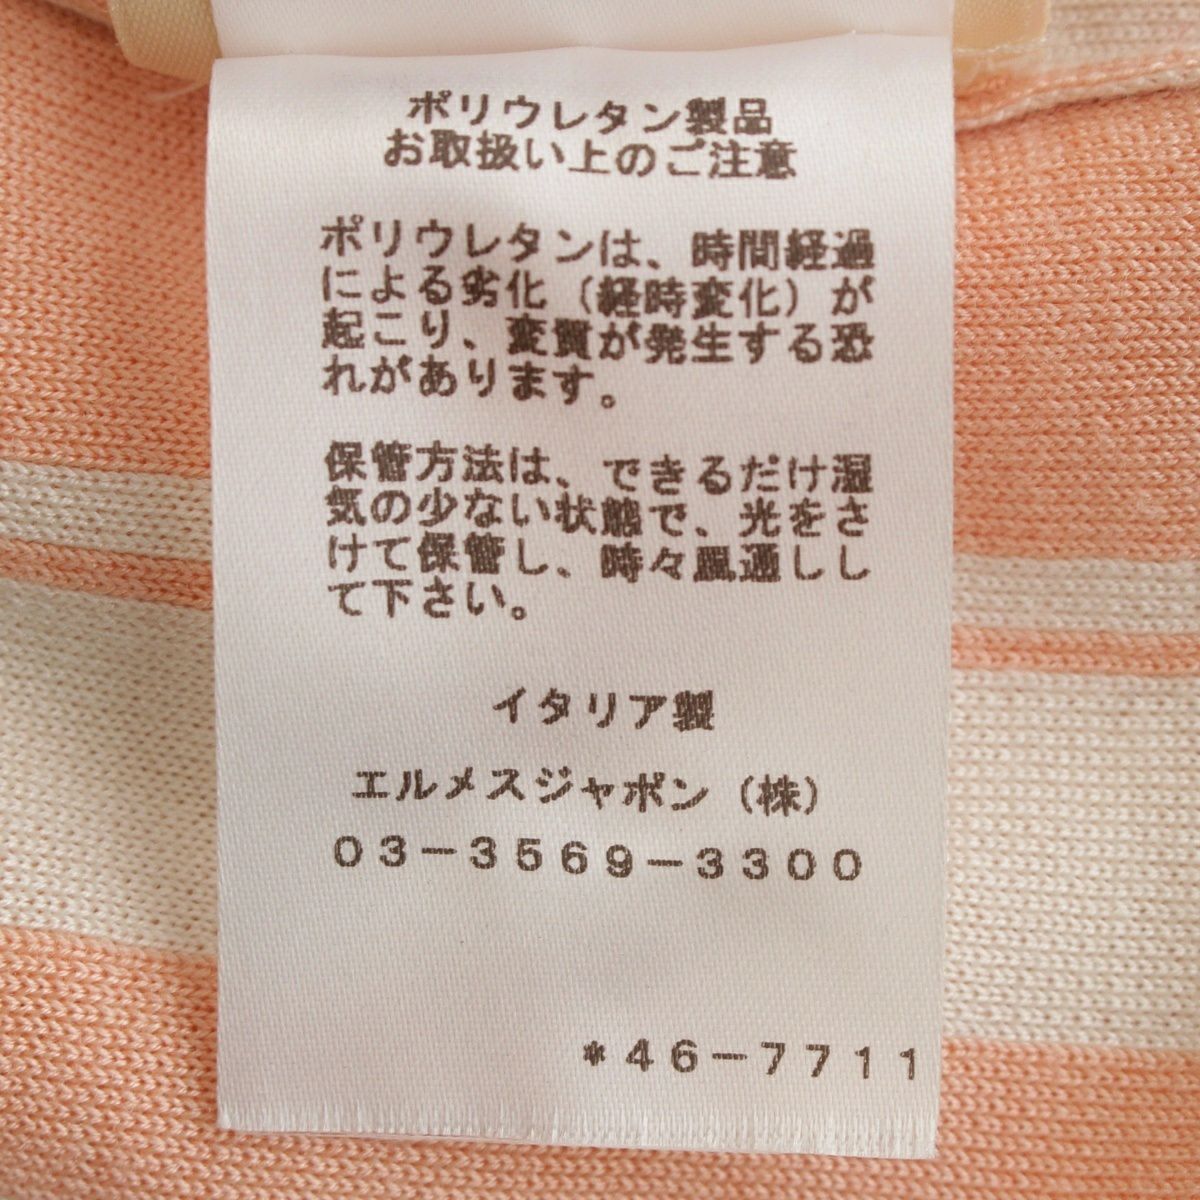 ポリウレタン製品
お取扱い上のご注意
ポリウレタンは、時間経過
による劣化（経時変化）が
起こり、変質が発生する恐
れがあります。
保管方法は、できるだけ湿
気の少ない状態で、光をさ
けて保管し、時々風通しし
て下さい。
イタリア製
エルメスジャポン（株）
０３－３５６９－３３００
＊４６－７７１１